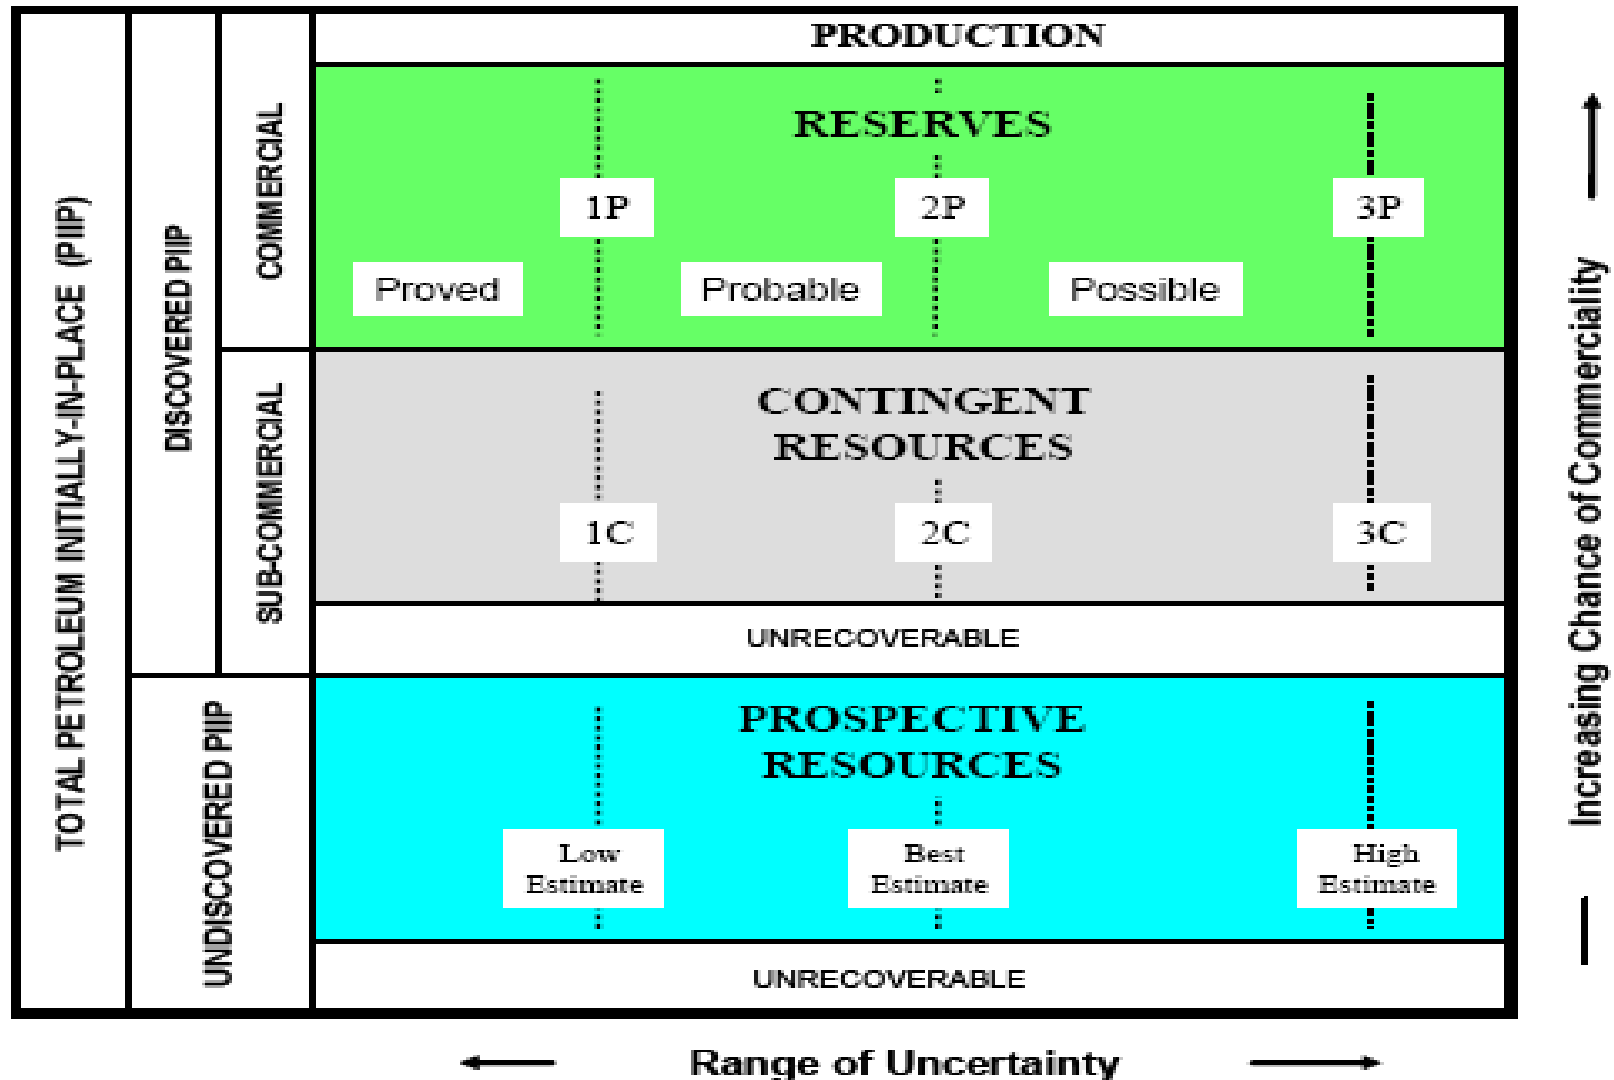 TOTAL PETROLEUM INITIALLY-IN-PLACE (PIIP)
DISCOVERED PIIP
UNDISCOVERED PIIP
COMMERCIAL
SUB-COMMERCIAL
PRODUCTION
RESERVES
1P
2P
3P
Proved
Probable
Possible
CONTINGENT
RESOURCES
1C
2C
3C
UNRECOVERABLE
PROSPECTIVE
RESOURCES
Low
Estimate
Best
Estimate
High
Estimate
UNRECOVERABLE
Increasing Chance of Commerciality
Range of Uncertainty